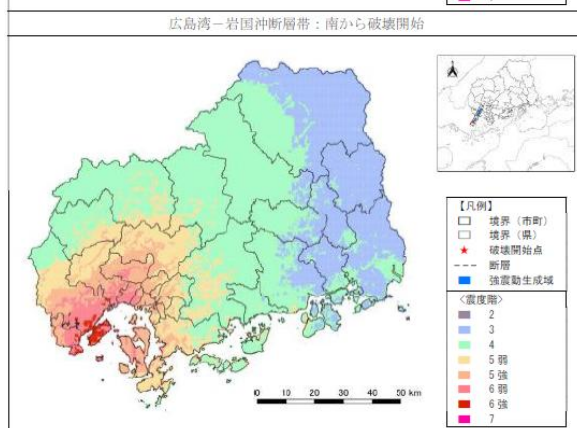 広島湾－岩国沖断層帯：南から破壊開始
【凡例】
境界（市町）
境界（県）
破壊開始点
断層
強震動生成域
<震度階>
2
3
4
5弱
5強
6弱
6強
7
0 10 20 30 40 50 km